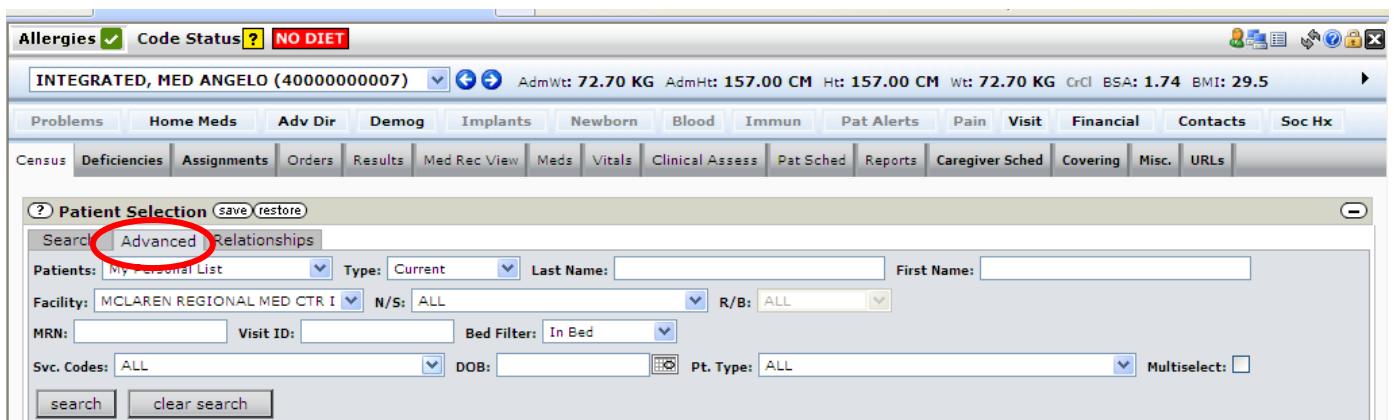 Allergies Code Status ? NO DIET
INTEGRATED, MED ANGELO (40000000007) AdmWt: 72.70 KG AdmHt: 157.00 CM Ht: 157.00 CM Wt: 72.70 KG CrCl BSA: 1.74 BMI: 29.5
Problems Home Meds Adv Dir Demog Implants Newborn Blood Immun Pat Alerts Pain Visit Financial Contacts Soc Hx
Census Deficiencies Assignments Orders Results Med Rec View Meds Vitals Clinical Assess Pat Sched Reports Caregiver Sched Covering Misc. URLs
? Patient Selection save restore
Search Advanced Relationships
Patients: My Personal List Type: Current Last Name: First Name:
Facility: MCLAREN REGIONAL MED CTR I N/S: ALL R/B: ALL
MRN: Visit ID: Bed Filter: In Bed
Svc. Codes: ALL DOB: Pt. Type: ALL Multiselect:
search clear search